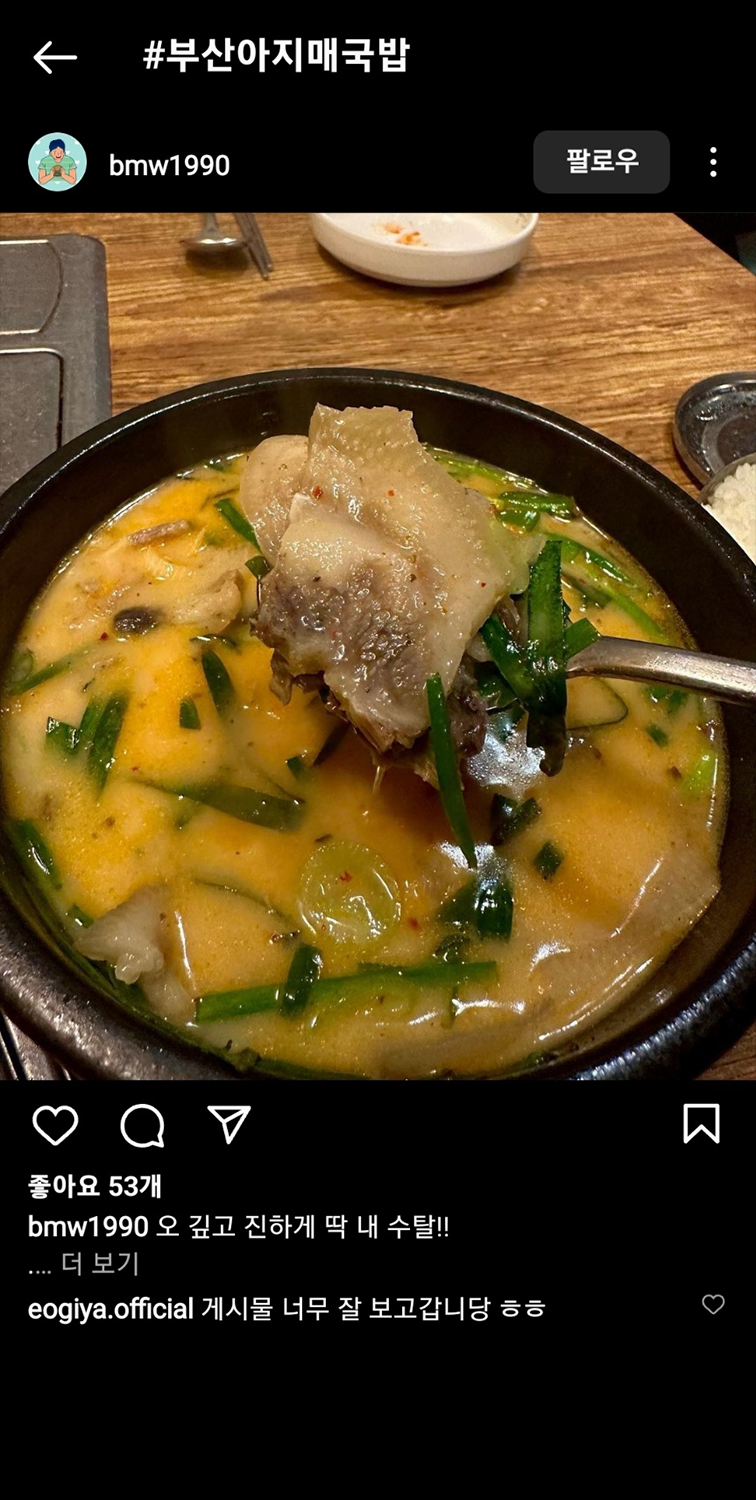 #부산아지매국밥
bmw1990
팔로우
좋아요 53개
bmw1990 오 깊고 진하게 딱 내 수탈!!
.... 더 보기
eogiya.official 게시물 너무 잘 보고갑니당 ㅎㅎ